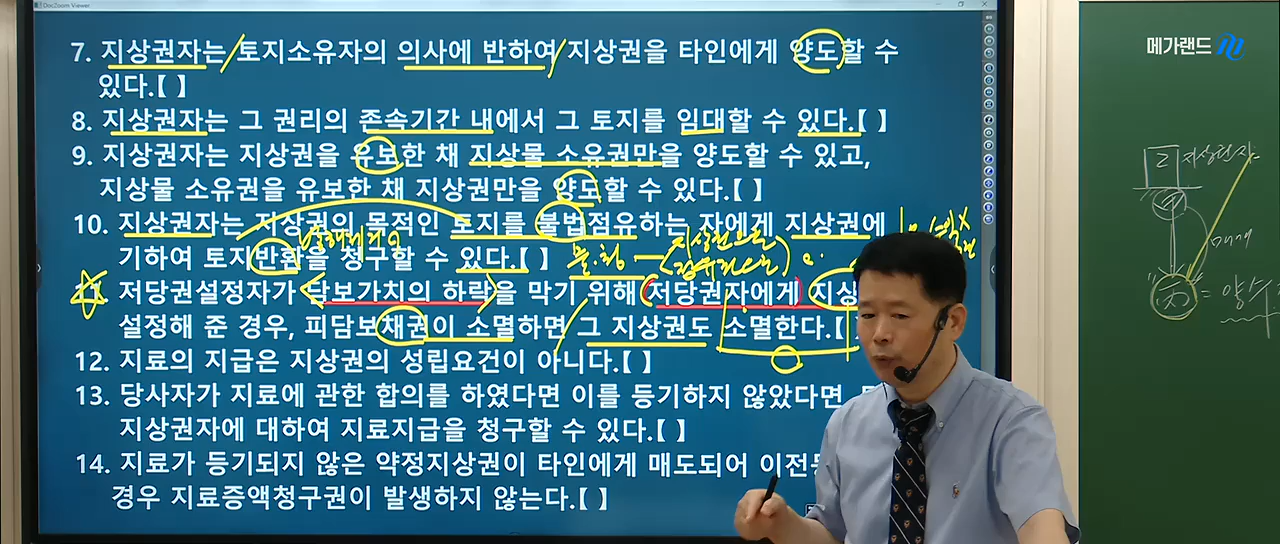 DocZoom Viewer
메가랜드
7. 지상권자는 토지소유자의 의사에 반하여 지상권을 타인에게 양도할 수
있다.【 】
8. 지상권자는 그 권리의 존속기간 내에서 그 토지를 임대할 수 있다.【 】
9. 지상권자는 지상권을 유보한 채 지상물 소유권만을 양도할 수 있고,
지상물 소유권을 유보한 채 지상권만을 양도할 수 있다.【 】
10. 지상권자는 지상권의 목적인 토지를 불법점유하는 자에게 지상권에
기하여 토지반환을 청구할 수 있다.【 】
물.청
저당권설정자가 담보가치의 하락을 막기 위해 저당권자에게 지상
설정해 준 경우, 피담보채권이 소멸하면 그 지상권도 소멸한다.【
12. 지료의 지급은 지상권의 성립요건이 아니다.【 】
13. 당사자가 지료에 관한 합의를 하였다면 이를 등기하지 않았다면
지상권자에 대하여 지료지급을 청구할 수 있다.【 】
14. 지료가 등기되지 않은 약정지상권이 타인에게 매도되어 이전
경우 지료증액청구권이 발생하지 않는다.【 】
지상권자
매매
= 양수